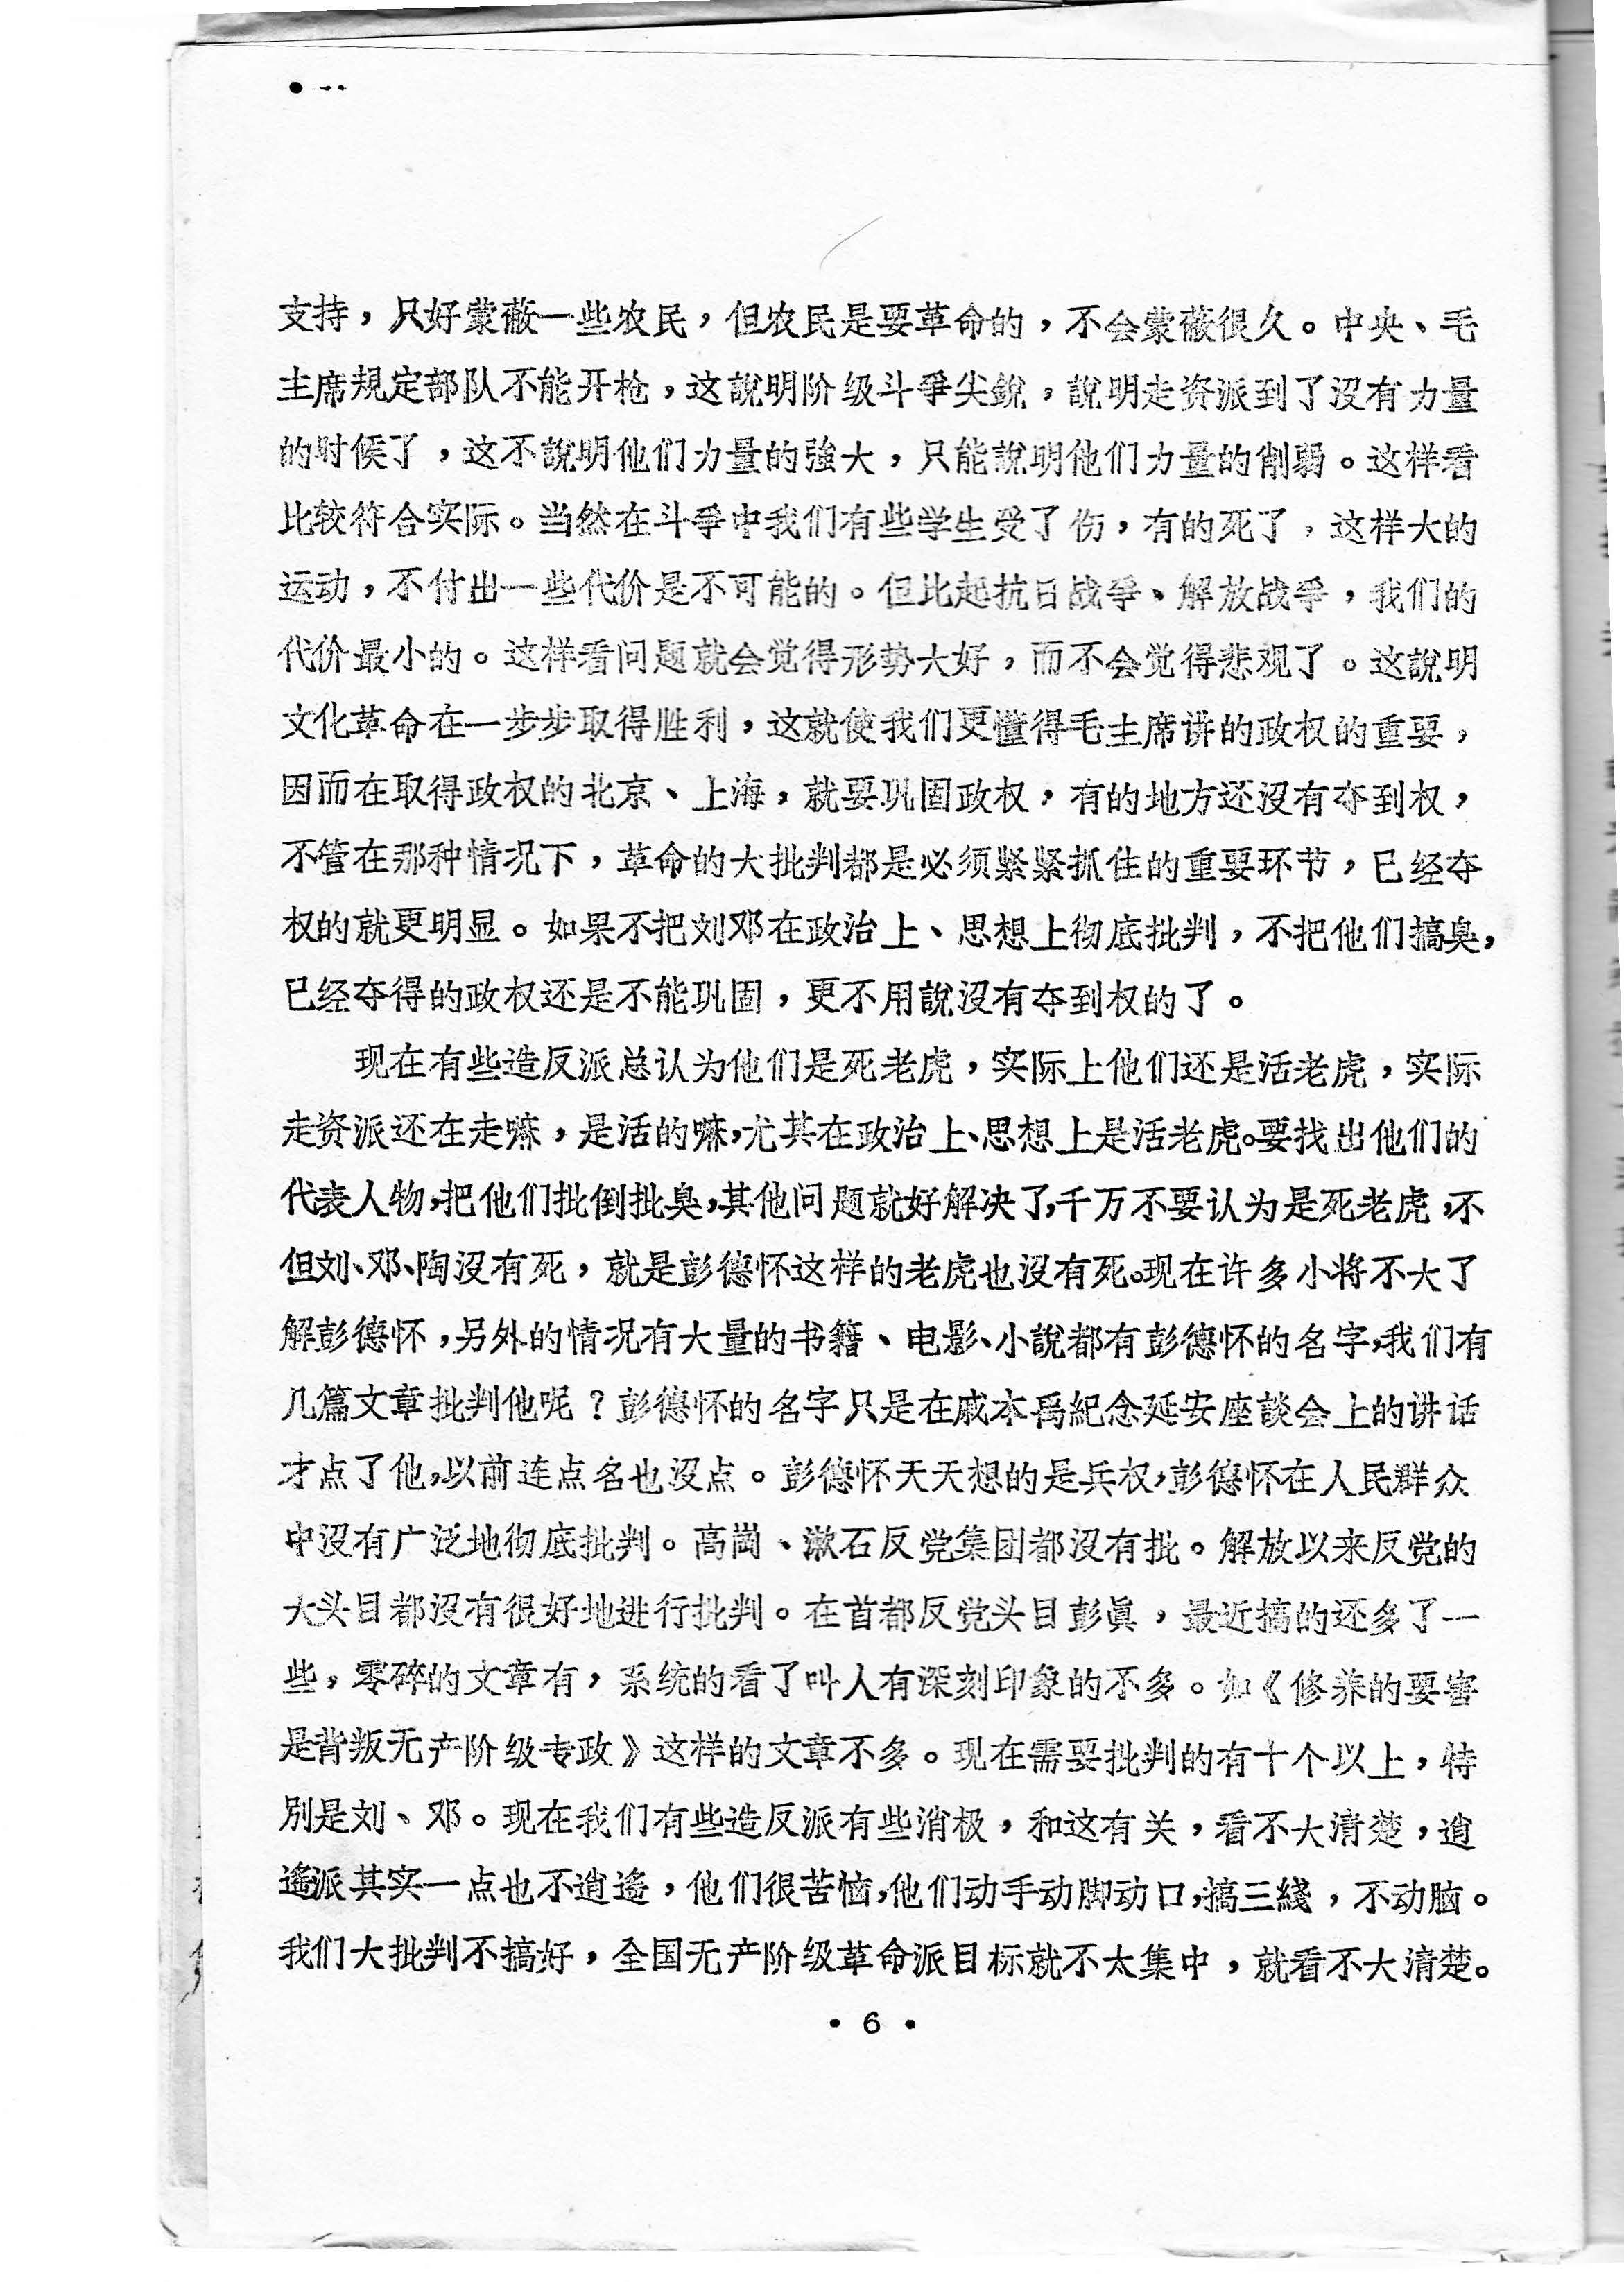 支持，只好蒙蔽一些农民，但农民是要革命的，不会蒙蔽很久。中央、毛
主席规定部队不能开枪，这說明阶级斗爭尖銳，說明走资派到了沒有力量
的时候了，这不說明他们力量的強大，只能說明他们力量的削弱。这样看
比较符合实际。当然在斗爭中我们有些学生受了伤，有的死了，这样大的
运动，不付出一些代价是不可能的。但比起抗日战爭、解放战爭，我们的
代价最小的。这样看问题就会觉得形势大好，而不会觉得悲观了。这說明
文化革命在一步步取得胜利，这就使我们更懂得毛主席讲的政权的重要，
因而在取得政权的北京、上海，就要巩固政权，有的地方还沒有夺到权，
不管在那种情况下，革命的大批判都是必须紧紧抓住的重要环节，已经夺
权的就更明显。如果不把刘邓在政治上、思想上彻底批判，不把他们搞臭，
已经夺得的政权还是不能巩固，更不用說沒有夺到权的了。
现在有些造反派总认为他们是死老虎，实际上他们还是活老虎，实际
走资派还在走嘛，是活的嘛，尤其在政治上、思想上是活老虎。要找出他们的
代表人物，把他们批倒批臭，其他问题就好解决了，千万不要认为是死老虎，不
但刘、邓、陶沒有死，就是彭德怀这样的老虎也沒有死。现在许多小将不大了
解彭德怀，另外的情况有大量的书籍、电影、小說都有彭德怀的名字，我们有
几篇文章批判他呢？彭德怀的名字只是在戚本禹紀念延安座談会上的讲话
才点了他，以前连点名也沒点。彭德怀天天想的是兵权，彭德怀在人民群众
中沒有广泛地彻底批判。高崗、漱石反党集团都沒有批。解放以来反党的
大头目都沒有很好地进行批判。在首都反党头目彭眞，最近搞的还多了一
些，零碎的文章有，系统的看了叫人有深刻印象的不多。如《修养的要害
是背叛无产阶级专政》这样的文章不多。现在需要批判的有十个以上，特
別是刘、邓。现在我们有些造反派有些消极，和这有关，看不大清楚，逍
遙派其实一点也不逍遙，他们很苦恼，他们动手动脚动口，搞三綫，不动脑。
我们大批判不搞好，全国无产阶级革命派目标就不太集中，就看不大清楚。
• 6 •